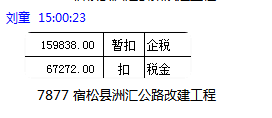 刘童 15:00:23
159838.00 暂扣 企税
67272.00 扣 税金
7877 宿松县洲汇公路改建工程